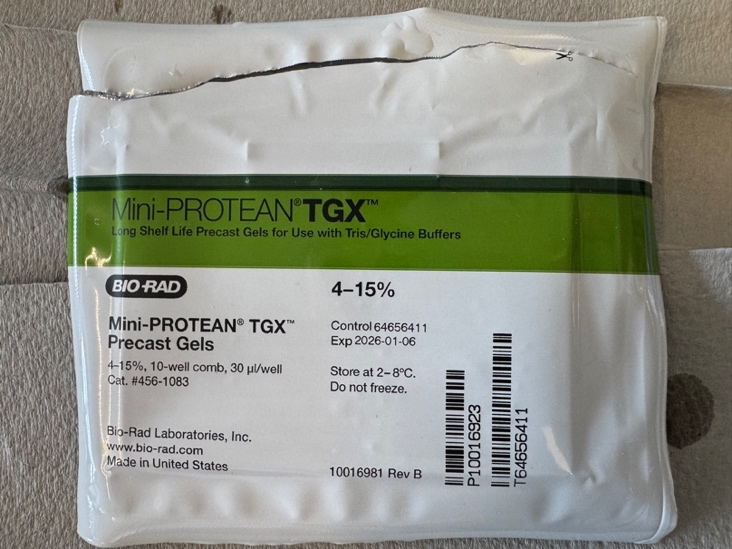 Mini-PROTEAN® TGX™
Long Shelf Life Precast Gels for Use with Tris/Glycine Buffers
BIO-RAD
4–15%
Mini-PROTEAN® TGX™
Precast Gels
4–15%, 10-well comb, 30 µl/well
Cat. #456-1083
Control 64656411
Exp 2026-01-06
Store at 2–8°C.
Do not freeze.
Bio-Rad Laboratories, Inc.
www.bio-rad.com
Made in United States
10016981 Rev B
P10016923
T64656411